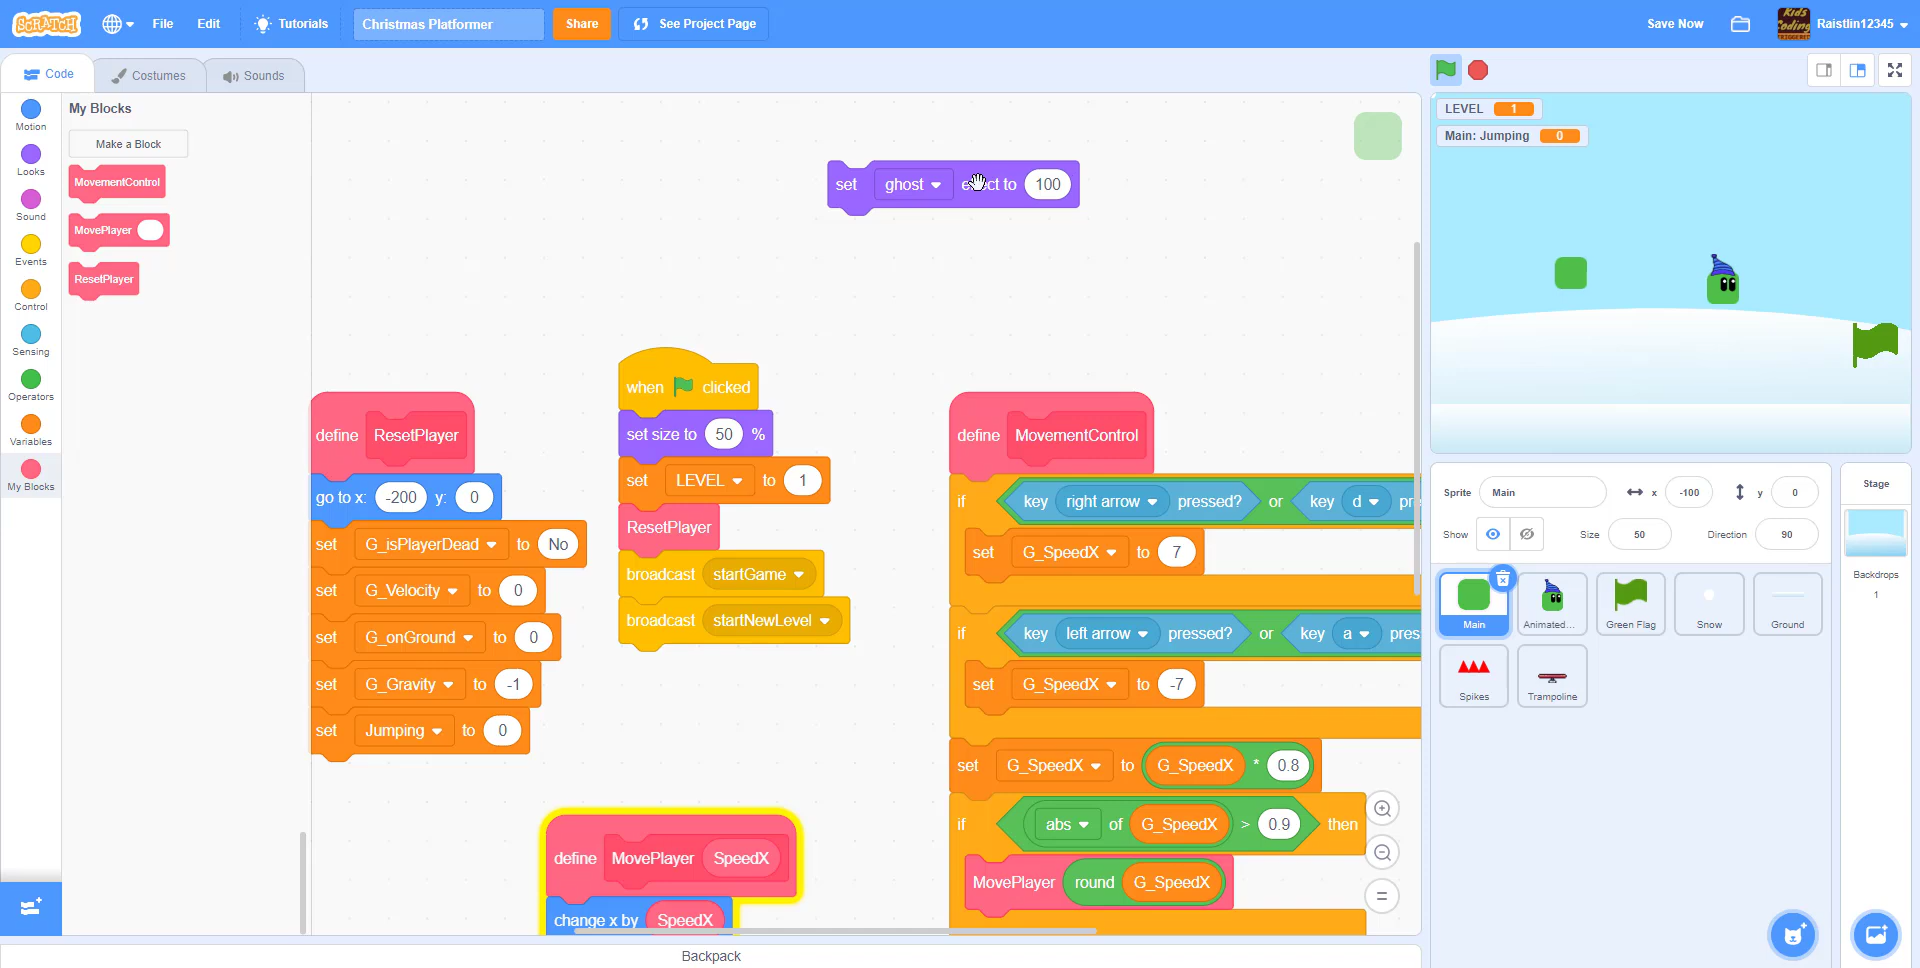 SCRATCH
File
Edit
Tutorials
Christmas Platformer
Share
See Project Page
Save Now
Kids Coding
Raistlin12345
Code
Costumes
Sounds
Motion
Looks
Sound
Events
Control
Sensing
Operators
Variables
My Blocks
My Blocks
Make a Block
MovementControl
MovePlayer
ResetPlayer
set ghost effect to 100
define ResetPlayer
go to x: -200 y: 0
set G_isPlayerDead to No
set G_Velocity to 0
set G_onGround to 0
set G_Gravity to -1
set Jumping to 0
when clicked
set size to 50 %
set LEVEL to 1
ResetPlayer
broadcast startGame
broadcast startNewLevel
define MovePlayer SpeedX
change x by SpeedX
define MovementControl
if key right arrow pressed? or key d pr
set G_SpeedX to 7
if key left arrow pressed? or key a pres
set G_SpeedX to -7
set G_SpeedX to G_SpeedX * 0.8
if abs of G_SpeedX > 0.9 then
MovePlayer round G_SpeedX
Backpack
LEVEL 1
Main: Jumping 0
Sprite Main x -100 y 0
Show Size 50 Direction 90
Main
Animated...
Green Flag
Snow
Ground
Spikes
Trampoline
Stage
Backdrops
1